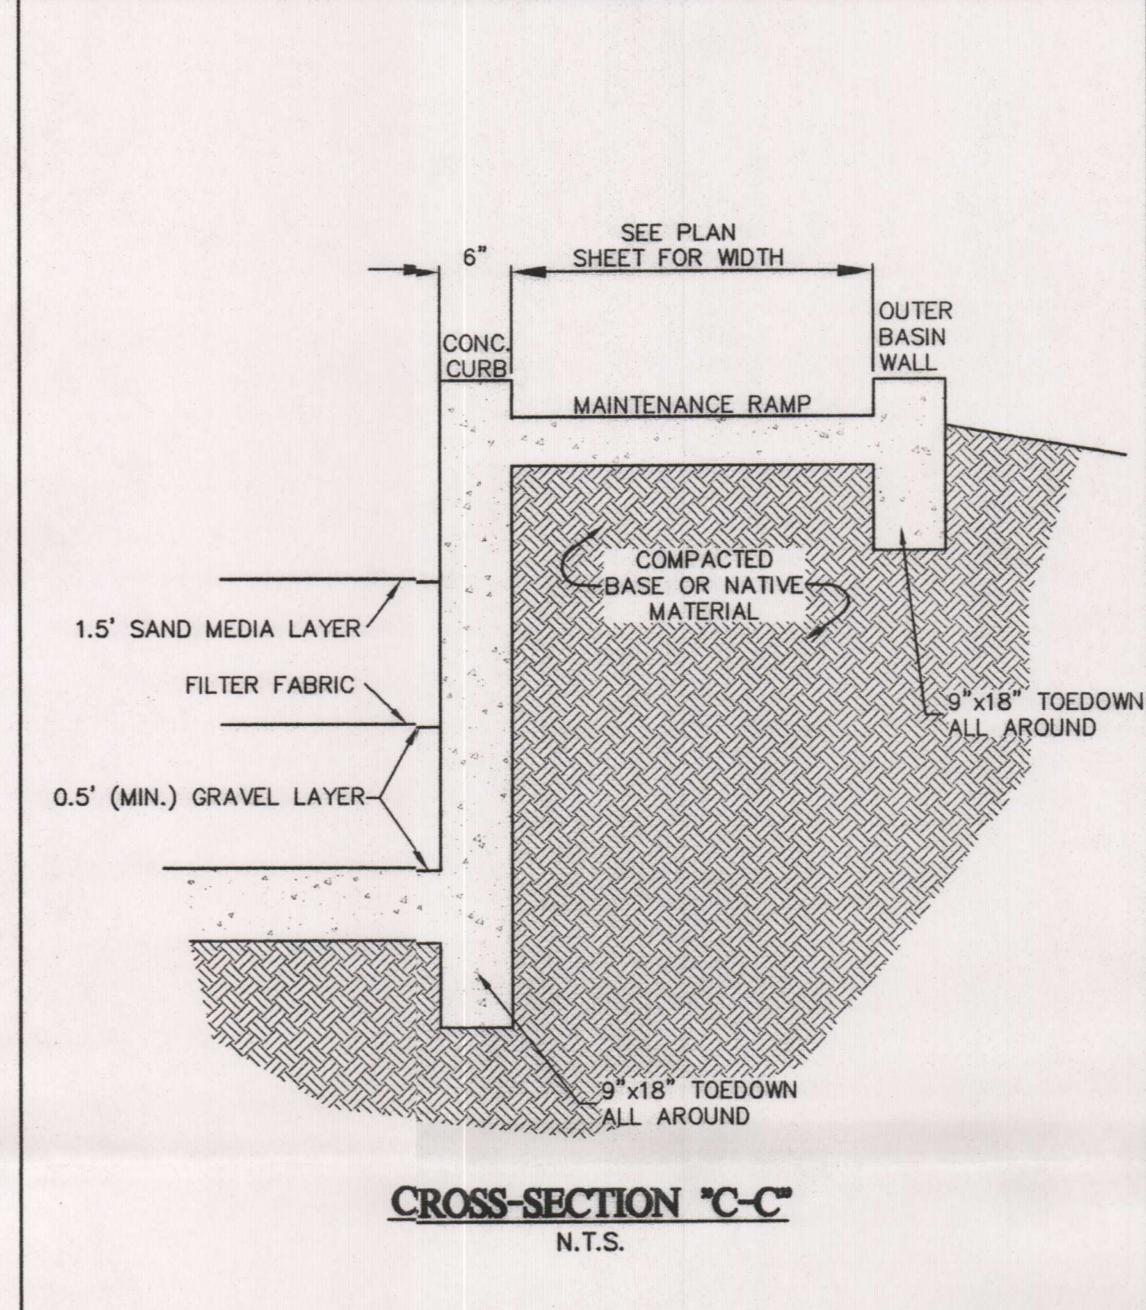 SEE PLAN
SHEET FOR WIDTH
6"
OUTER
BASIN
WALL
CONC.
CURB
MAINTENANCE RAMP
COMPACTED
BASE OR NATIVE
MATERIAL
1.5' SAND MEDIA LAYER
FILTER FABRIC
9"x18" TOEDOWN
ALL AROUND
0.5' (MIN.) GRAVEL LAYER
9"x18" TOEDOWN
ALL AROUND
CROSS-SECTION "C-C"
N.T.S.